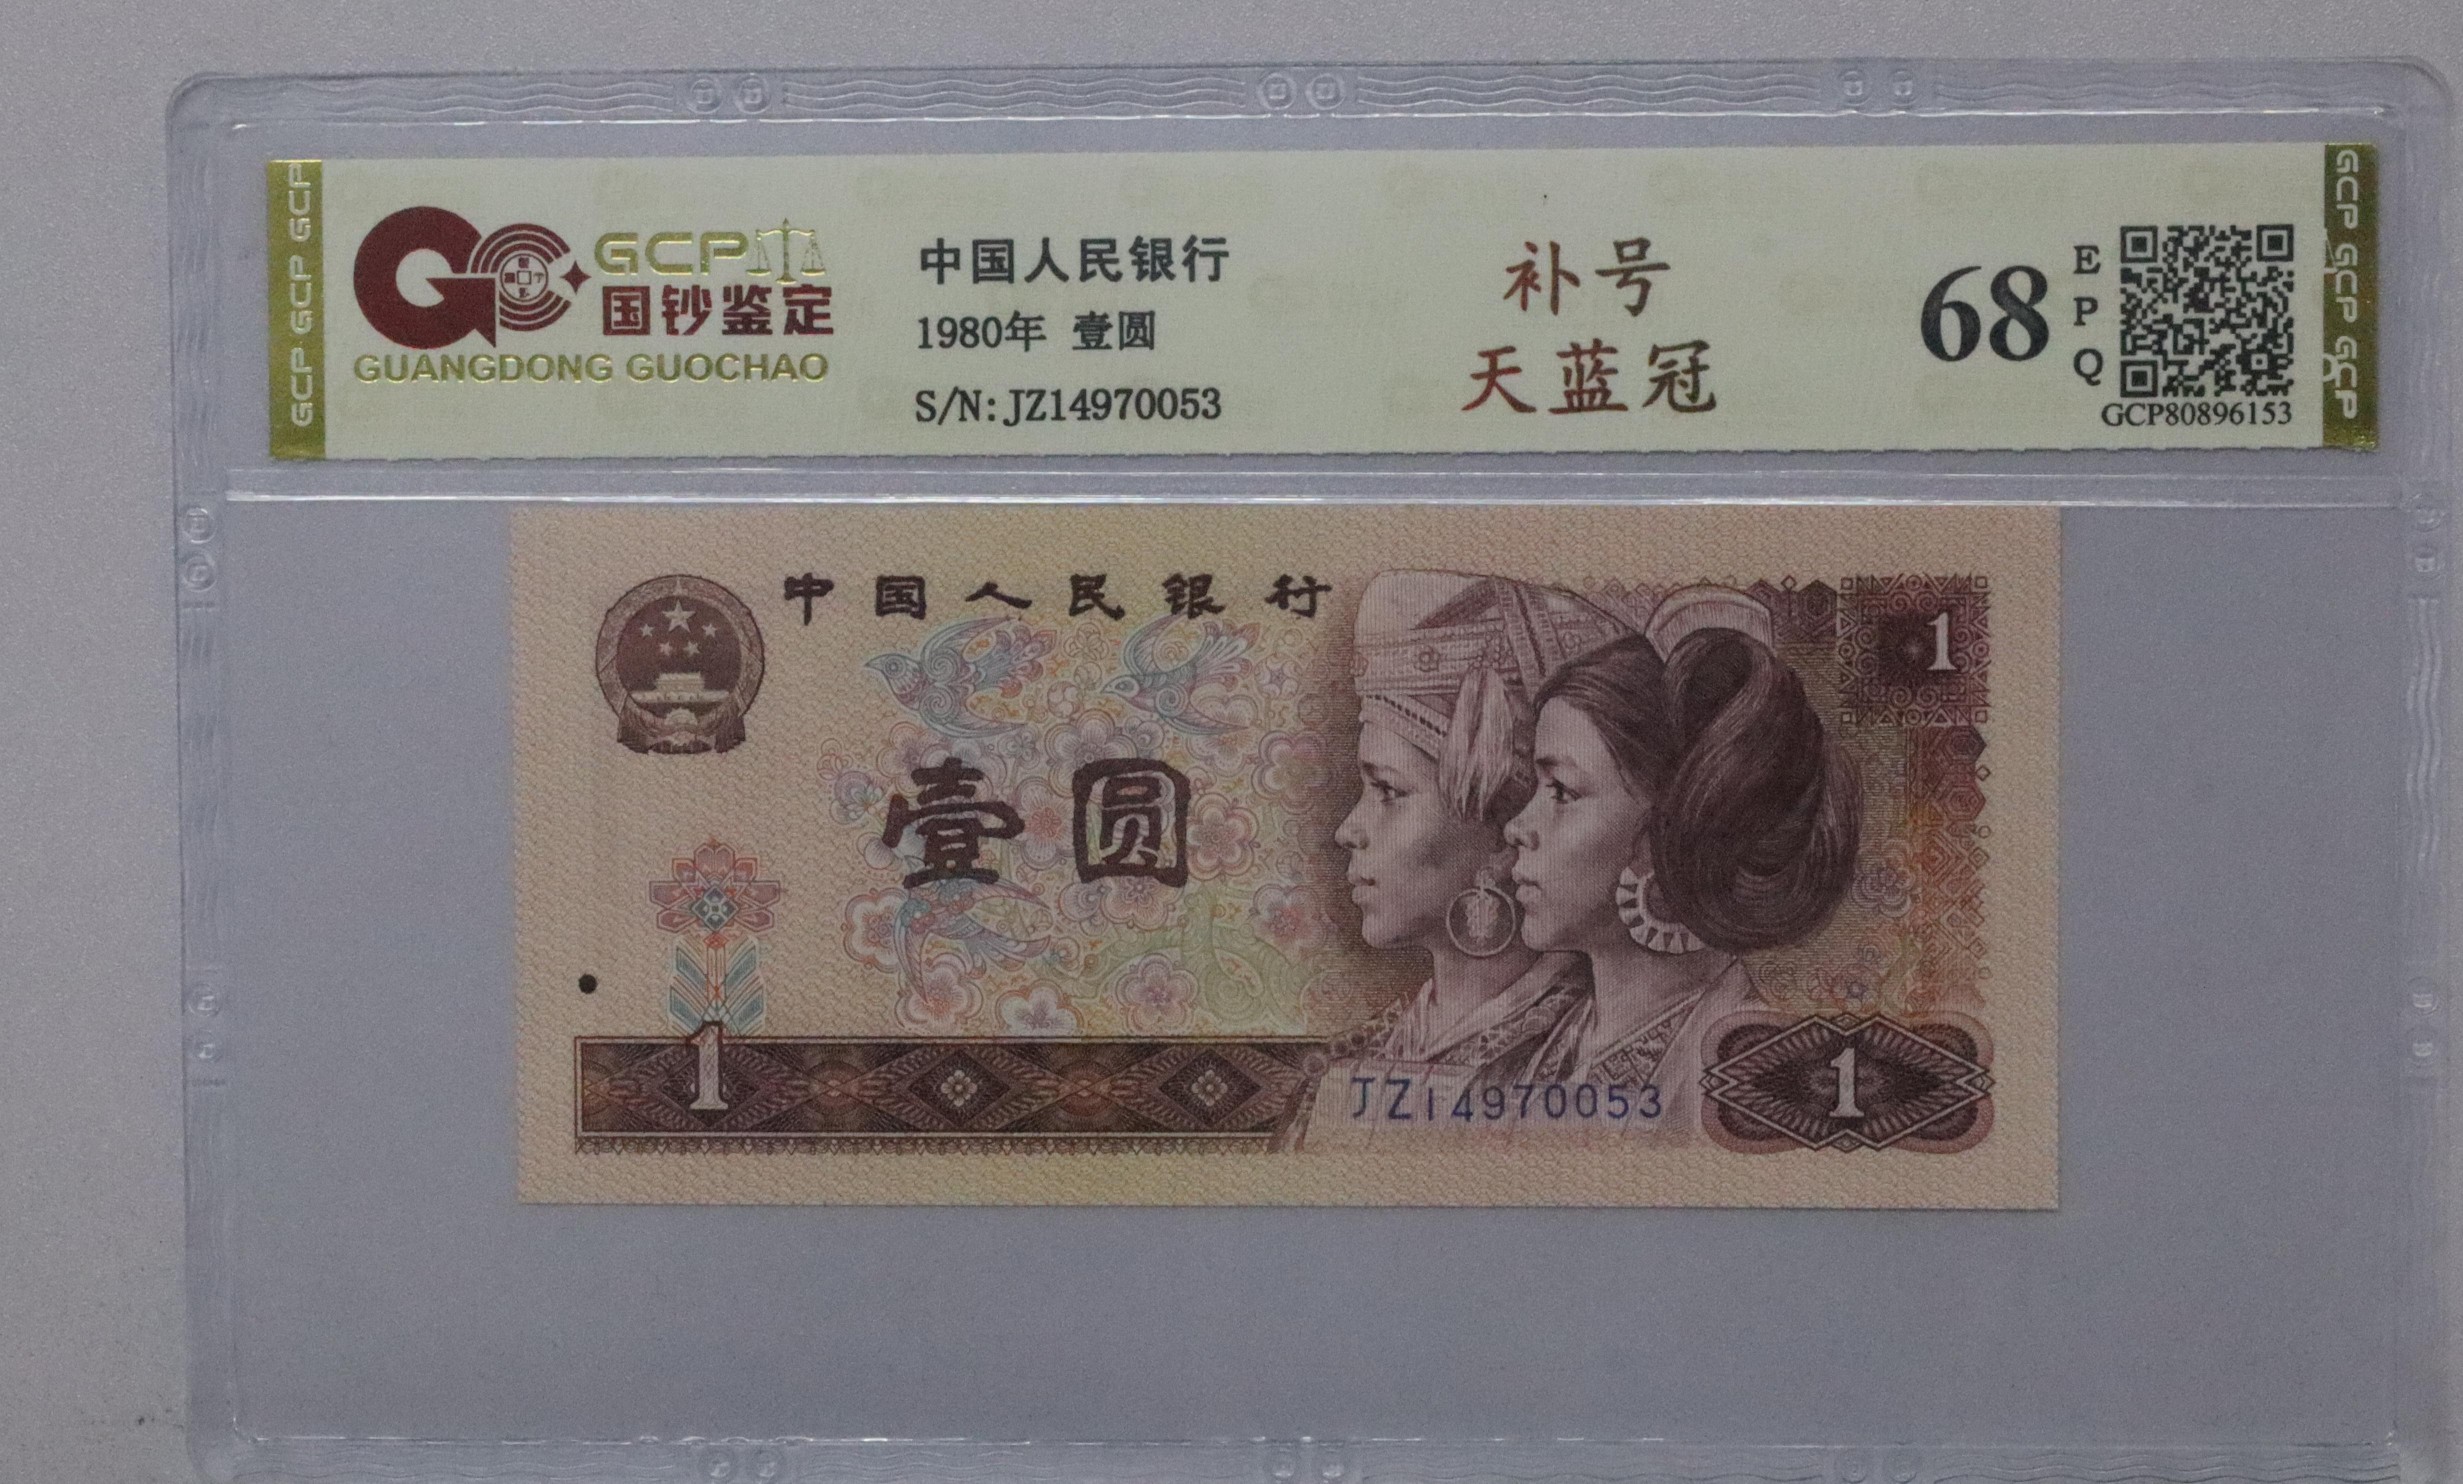 GCP GCP GCP
GCP
国钞鉴定
GUANGDONG GUOCHAO
中国人民银行
1980年 壹圆
S/N: JZ14970053
补号
天蓝冠
68
E
P
Q
GCP80896153
GCP GCP GCP
中国人民银行
1
壹圆
1
JZ14970053
1